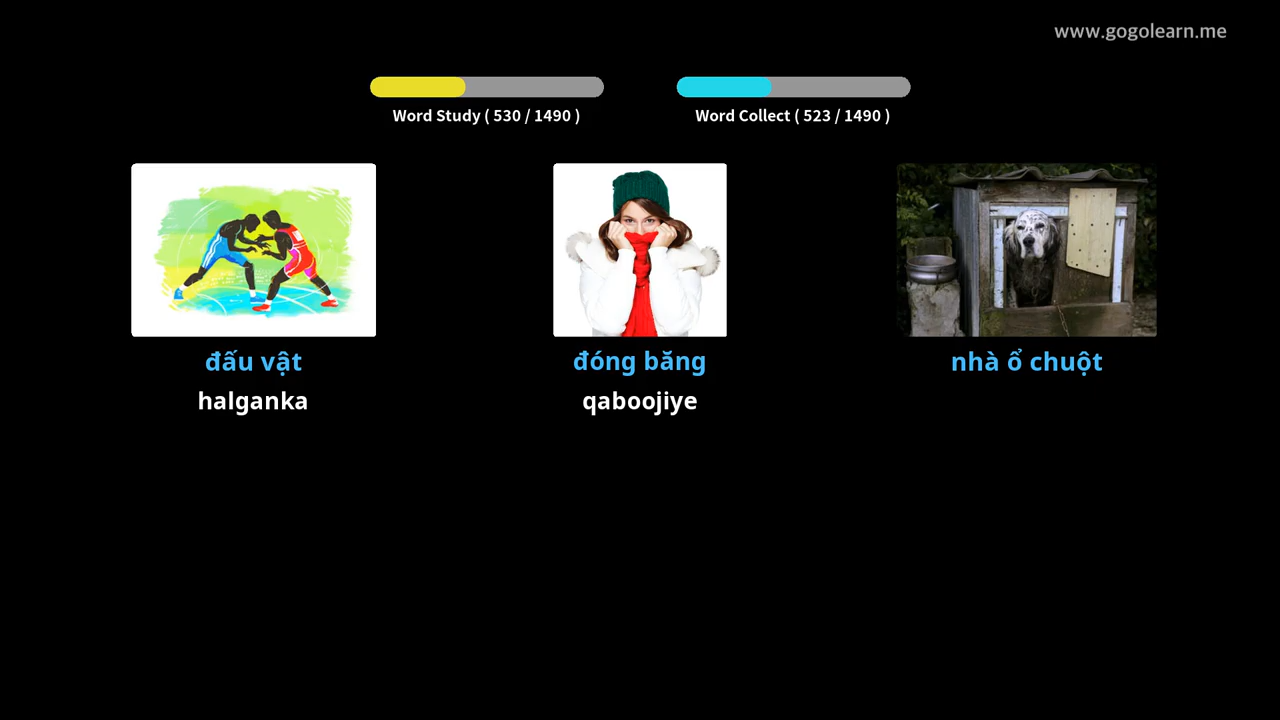 www.gogolearn.me
Word Study ( 530 / 1490 )
Word Collect ( 523 / 1490 )
đấu vật
halganka
đóng băng
qaboojiye
nhà ổ chuột